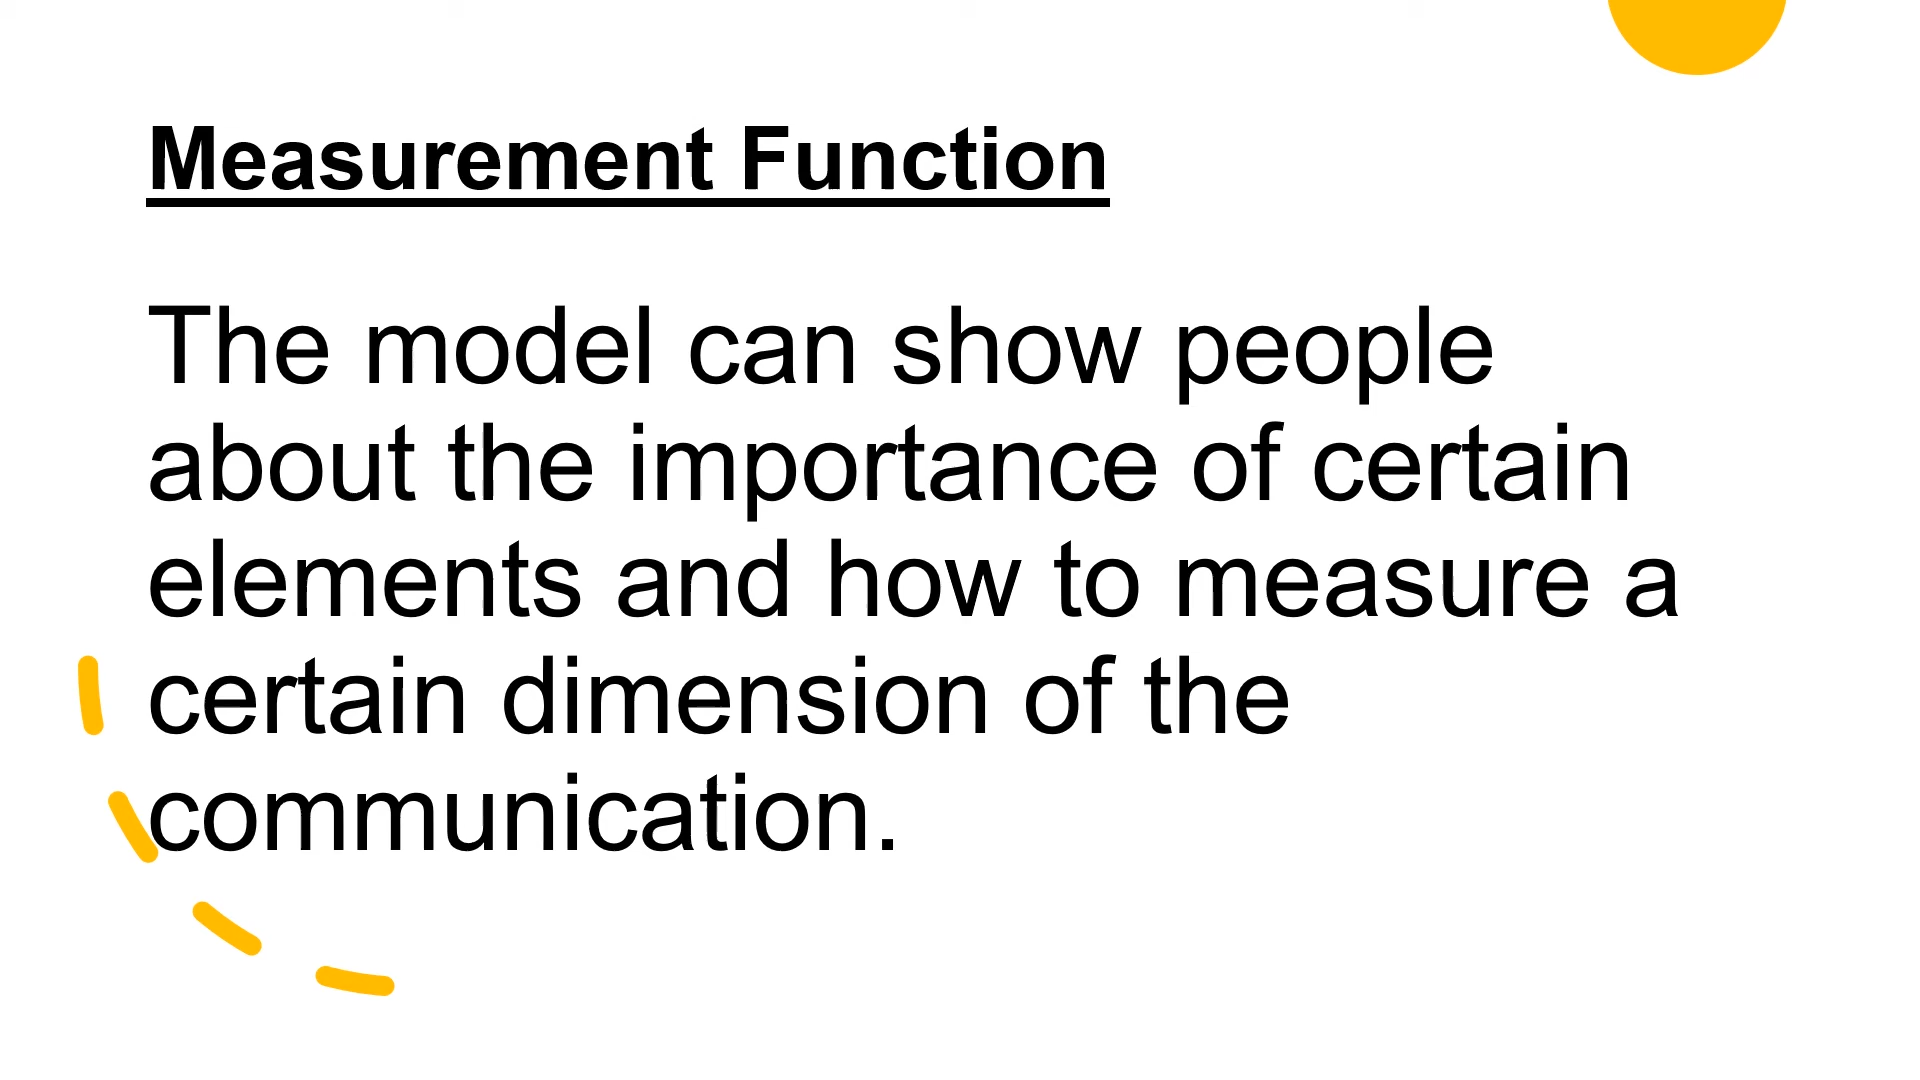 Measurement Function
The model can show people
about the importance of certain
elements and how to measure a
certain dimension of the
communication.